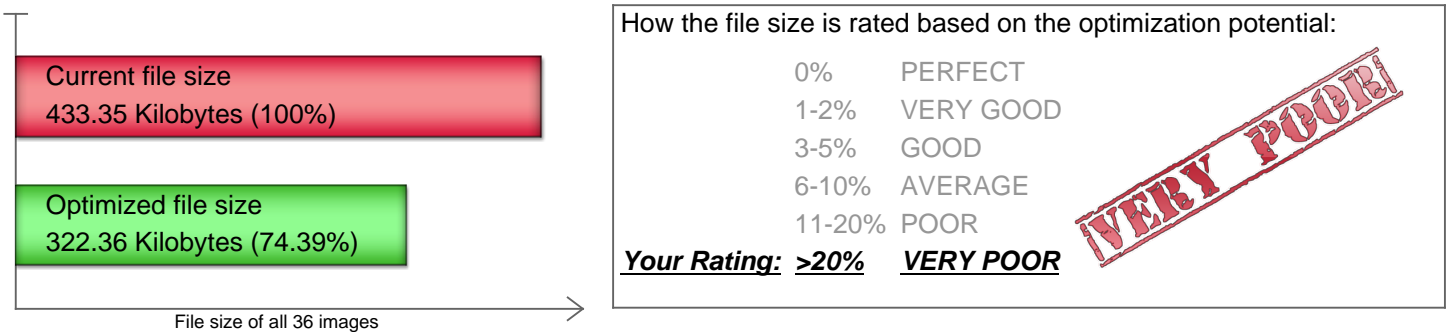 Current file size
433.35 Kilobytes (100%)
Optimized file size
322.36 Kilobytes (74.39%)
File size of all 36 images
How the file size is rated based on the optimization potential:
0% PERFECT
1-2% VERY GOOD
3-5% GOOD
6-10% AVERAGE
11-20% POOR
Your Rating: >20% VERY POOR
VERY POOR